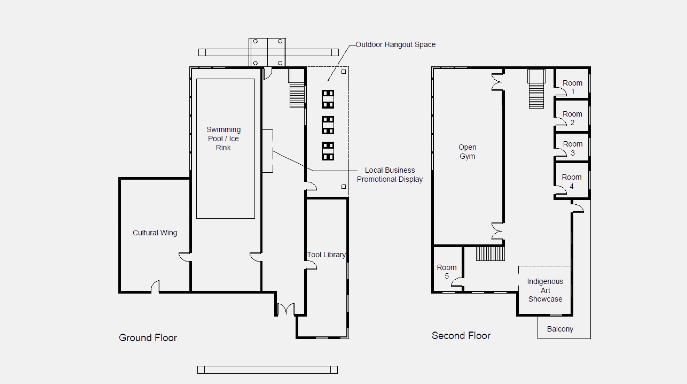 Outdoor Hangout Space
Swimming
Pool / Ice
Rink
Local Business
Promotional Display
Cultural Wing
Tool Library
Ground Floor
Room
1
Room
2
Room
3
Room
4
Open
Gym
Room
5
Indigenous
Art
Showcase
Balcony
Second Floor